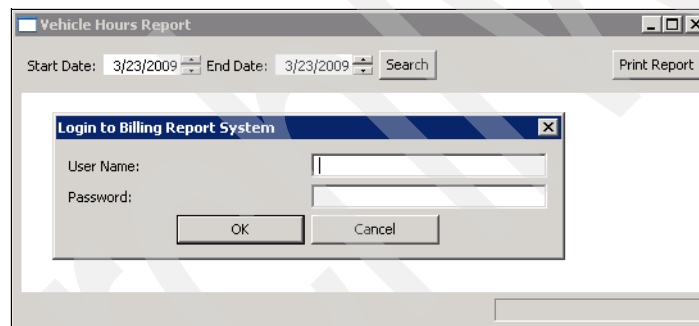 Vehicle Hours Report
Start Date: 3/23/2009 End Date: 3/23/2009 Search Print Report
Login to Billing Report System
User Name:
Password:
OK Cancel